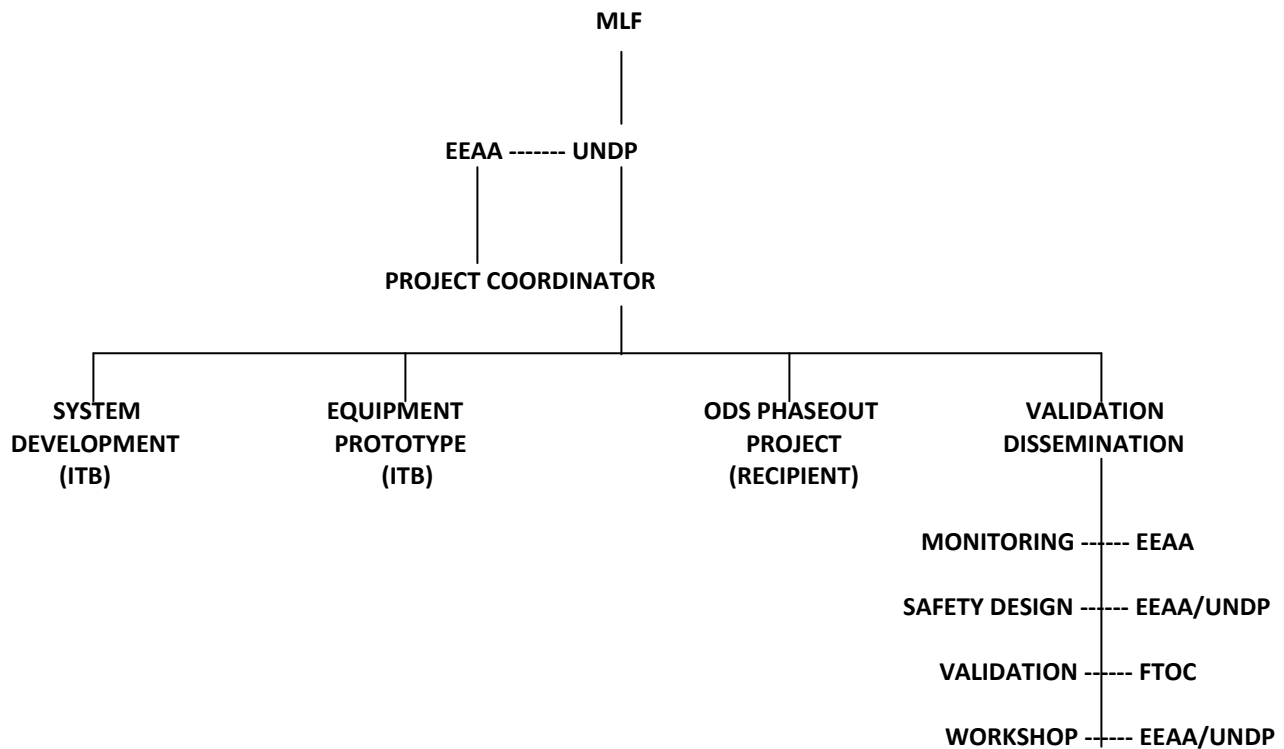 MLF
EEAA ------- UNDP
PROJECT COORDINATOR
SYSTEM
DEVELOPMENT
(ITB)
EQUIPMENT
PROTOTYPE
(ITB)
ODS PHASEOUT
PROJECT
(RECIPIENT)
VALIDATION
DISSEMINATION
MONITORING ------ EEAA
SAFETY DESIGN ------ EEAA/UNDP
VALIDATION ------ FTOC
WORKSHOP ------ EEAA/UNDP